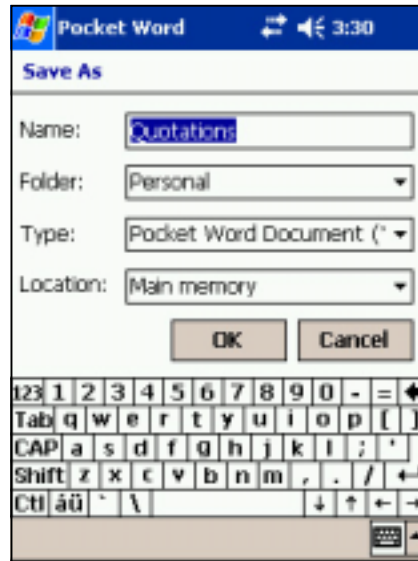 Pocket Word 3:30
Save As
Name: Quotations
Folder: Personal
Type: Pocket Word Document (*
Location: Main memory
OK Cancel
123 1 2 3 4 5 6 7 8 9 0 - =
Tab q w e r t y u i o p [ ]
CAP a s d f g h j k l ; '
Shift z x c v b n m , . /
Ctl áü ` \